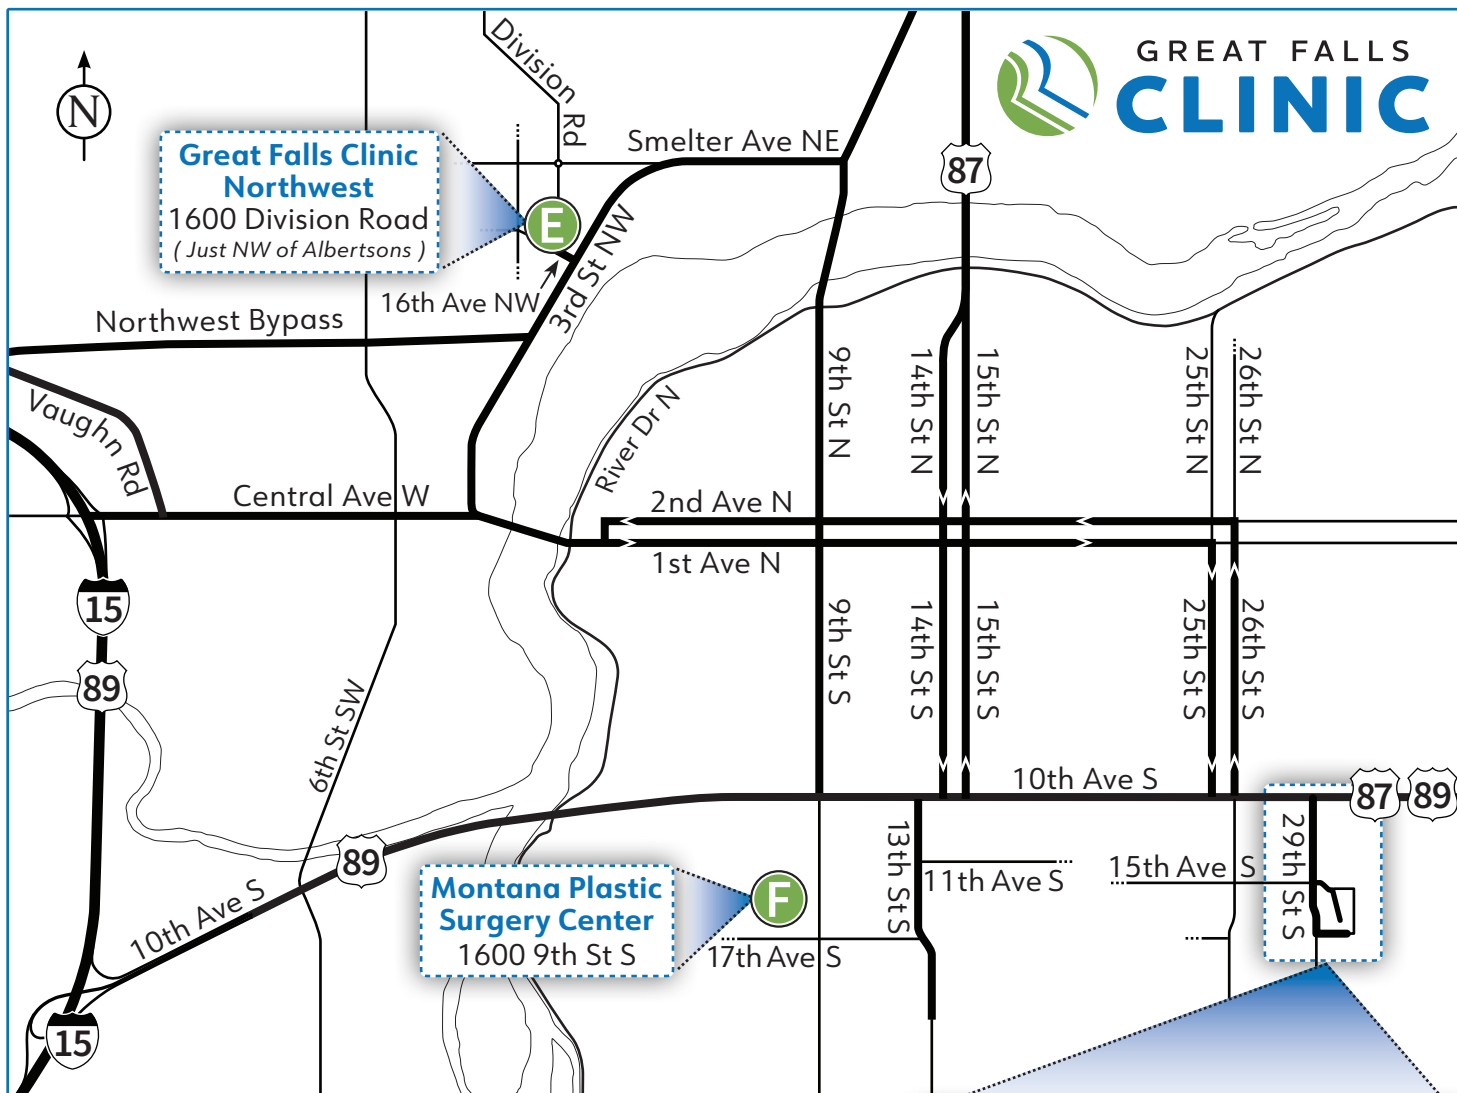 GREAT FALLS
CLINIC
N
Division Rd
Smelter Ave NE
87
Great Falls Clinic
Northwest
1600 Division Road
( Just NW of Albertsons )
E
16th Ave NW
3rd St NW
Northwest Bypass
Vaughn Rd
Central Ave W
River Dr N
9th St N
14th St N
15th St N
25th St N
26th St N
2nd Ave N
1st Ave N
15
89
6th St SW
9th St S
14th St S
15th St S
25th St S
26th St S
10th Ave S
87
89
89
10th Ave S
15
Montana Plastic
Surgery Center
1600 9th St S
F
13th St S
11th Ave S
15th Ave S
29th St S
17th Ave S